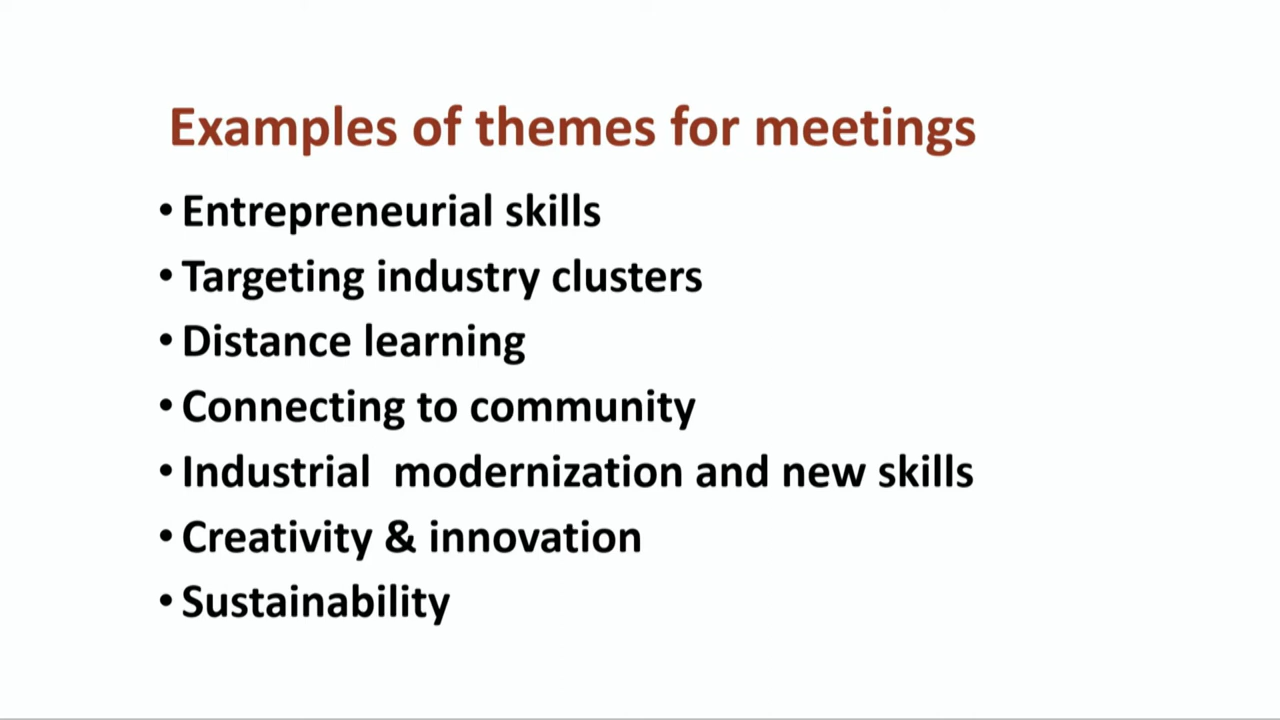 Examples of themes for meetings
• Entrepreneurial skills
• Targeting industry clusters
• Distance learning
• Connecting to community
• Industrial  modernization and new skills
• Creativity & innovation
• Sustainability